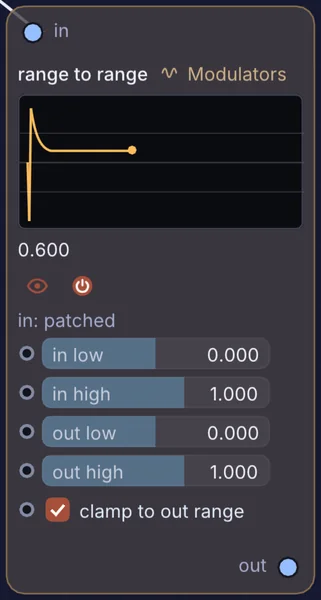 in
range to range Modulators
0.600
in: patched
in low 0.000
in high 1.000
out low 0.000
out high 1.000
clamp to out range
out